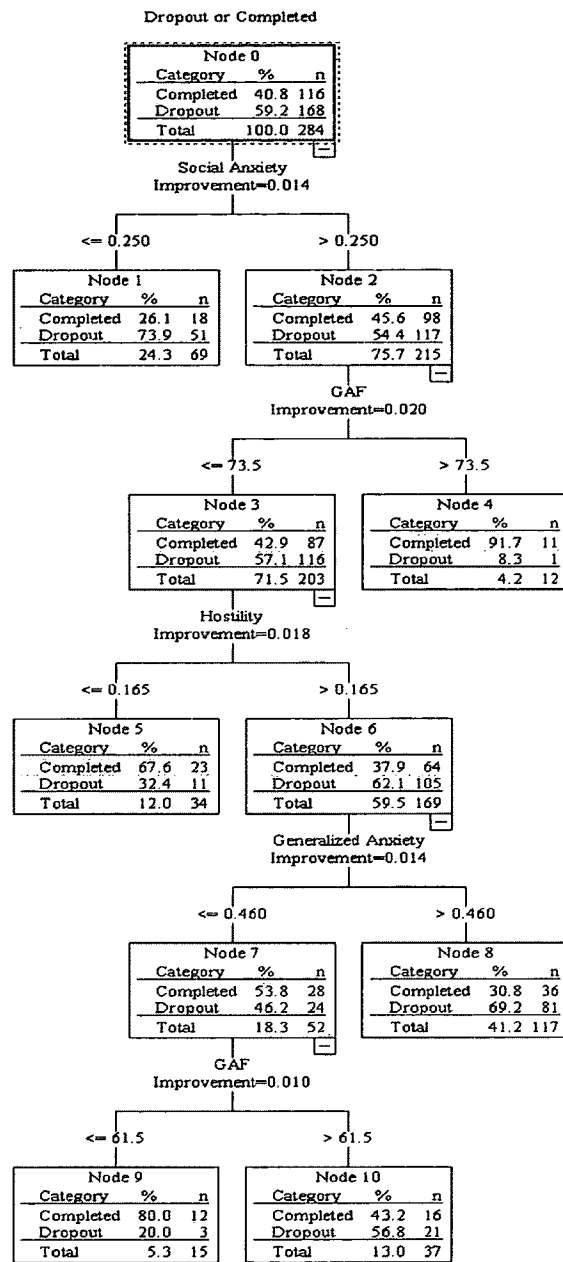 Dropout or Completed
Node 0
Category % n
Completed 40.8 116
Dropout 59.2 168
Total 100.0 284
Social Anxiety
Improvement=0.014
<= 0.250
> 0.250
Node 1
Category % n
Completed 26.1 18
Dropout 73.9 51
Total 24.3 69
Node 2
Category % n
Completed 45.6 98
Dropout 54.4 117
Total 75.7 215
GAF
Improvement=0.020
<= 73.5
> 73.5
Node 3
Category % n
Completed 42.9 87
Dropout 57.1 116
Total 71.5 203
Node 4
Category % n
Completed 91.7 11
Dropout 8.3 1
Total 4.2 12
Hostility
Improvement=0.018
<= 0.165
> 0.165
Node 5
Category % n
Completed 67.6 23
Dropout 32.4 11
Total 12.0 34
Node 6
Category % n
Completed 37.9 64
Dropout 62.1 105
Total 59.5 169
Generalized Anxiety
Improvement=0.014
<= 0.460
> 0.460
Node 7
Category % n
Completed 53.8 28
Dropout 46.2 24
Total 18.3 52
Node 8
Category % n
Completed 30.8 36
Dropout 69.2 81
Total 41.2 117
GAF
Improvement=0.010
<= 61.5
> 61.5
Node 9
Category % n
Completed 80.0 12
Dropout 20.0 3
Total 5.3 15
Node 10
Category % n
Completed 43.2 16
Dropout 56.8 21
Total 13.0 37